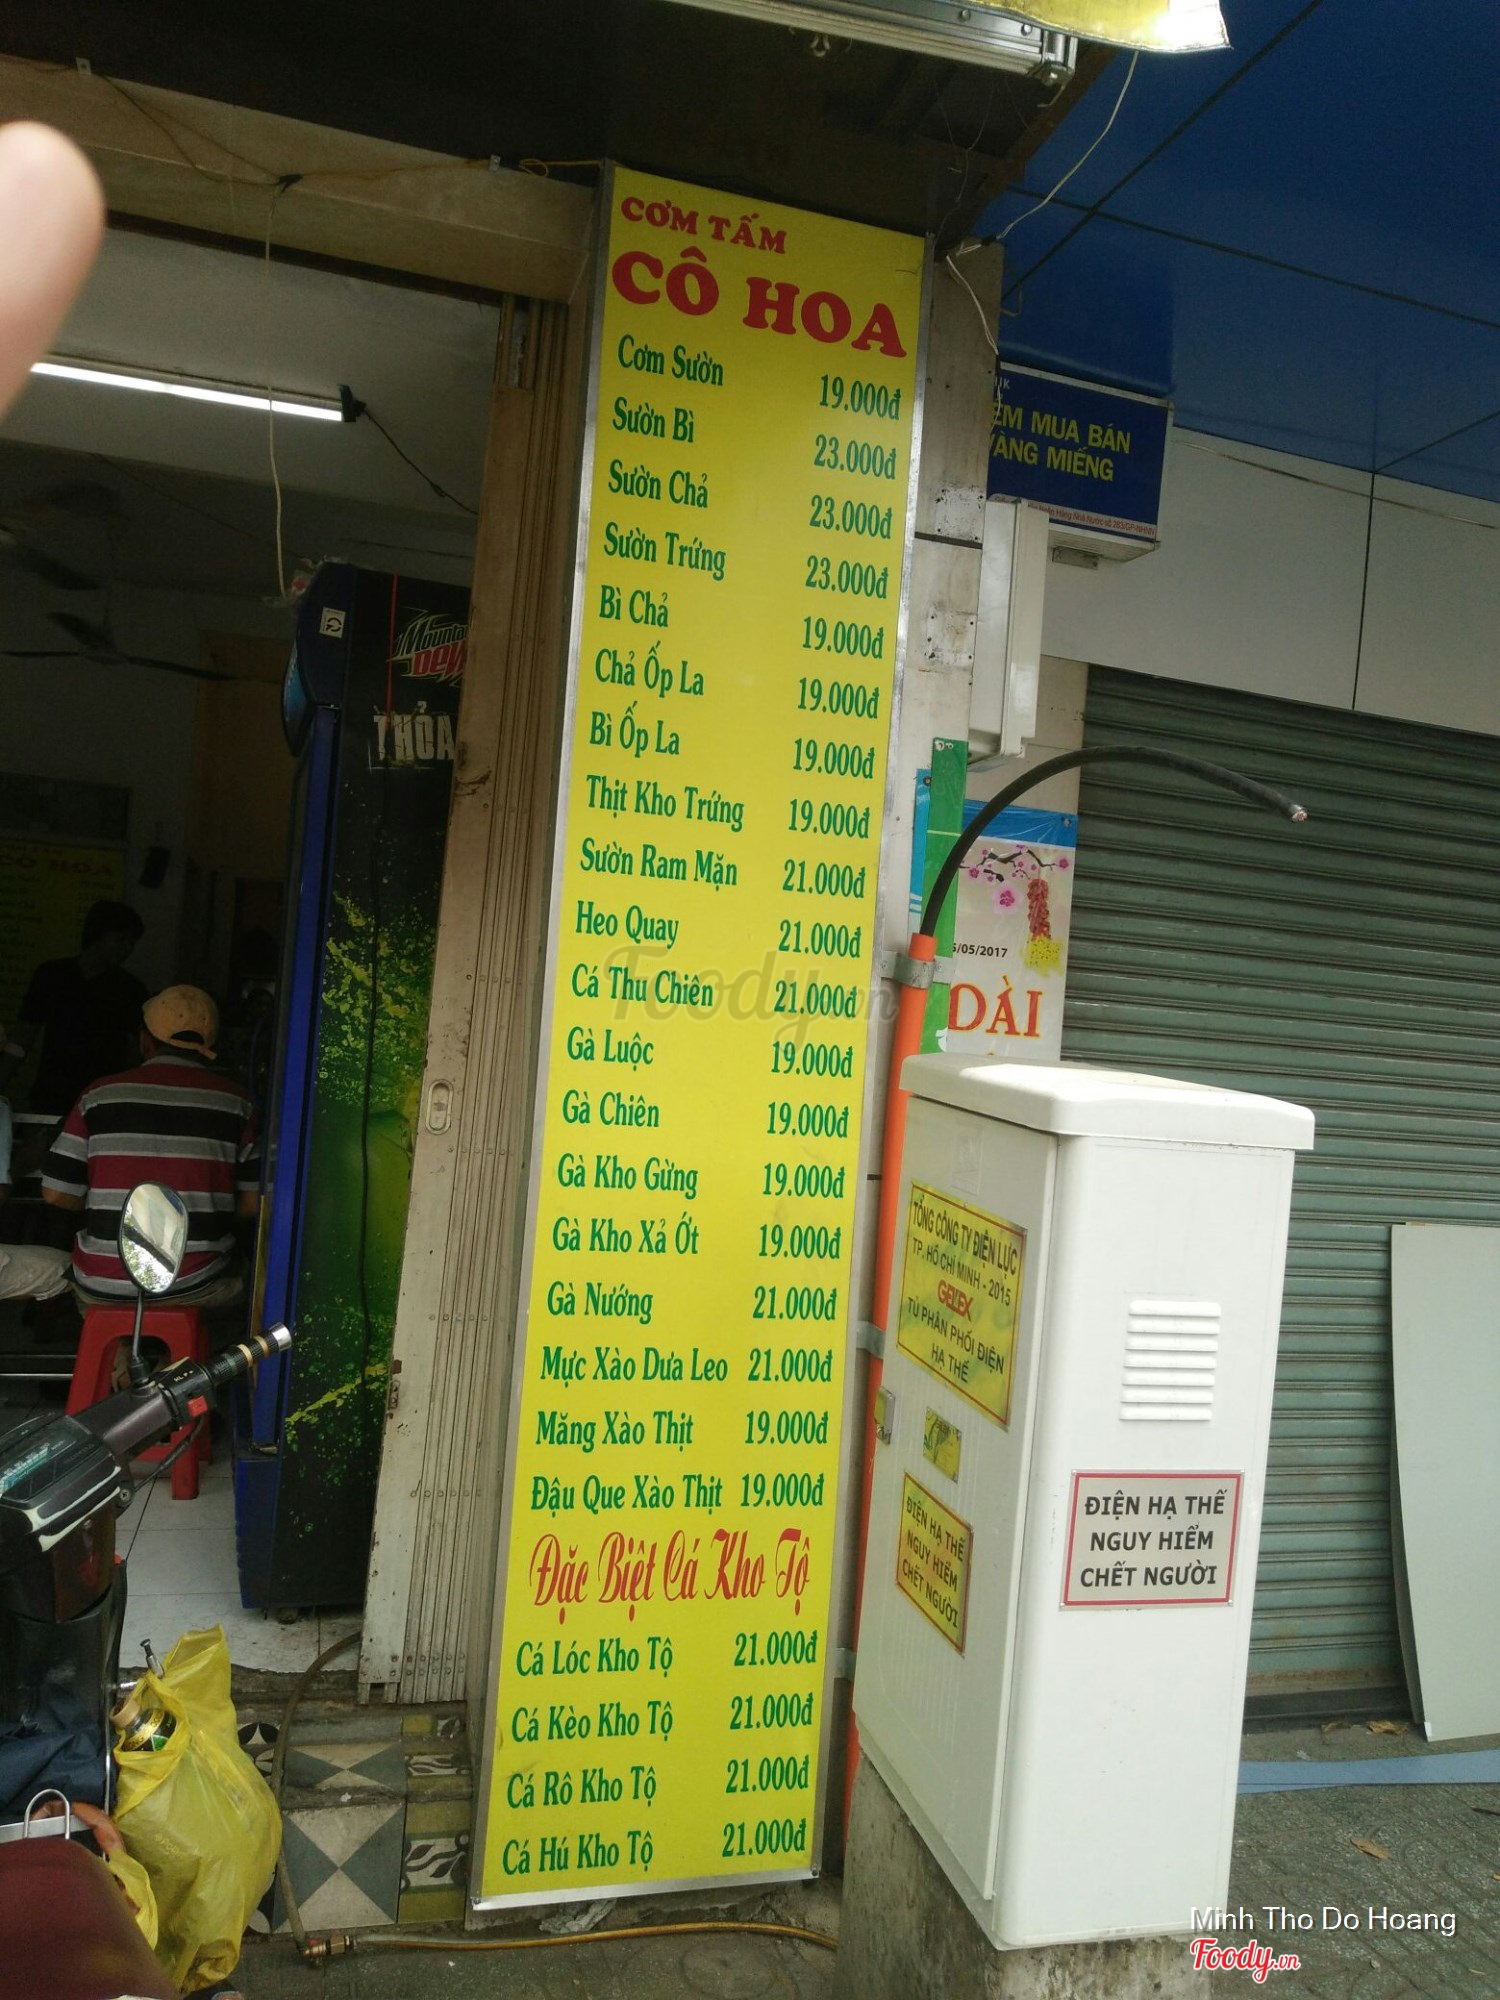 CƠM TẤM
CÔ HOA
Cơm Sườn 19.000đ
Sườn Bì 23.000đ
Sườn Chả 23.000đ
Sườn Trứng 23.000đ
Bì Chả 19.000đ
Chả Ốp La 19.000đ
Bì Ốp La 19.000đ
Thịt Kho Trứng 19.000đ
Sườn Ram Mặn 21.000đ
Heo Quay 21.000đ
Cá Thu Chiên 21.000đ
Gà Luộc 19.000đ
Gà Chiên 19.000đ
Gà Kho Gừng 19.000đ
Gà Kho Xả Ớt 19.000đ
Gà Nướng 21.000đ
Mực Xào Dưa Leo 21.000đ
Măng Xào Thịt 19.000đ
Đậu Que Xào Thịt 19.000đ
Đặc Biệt Cá Kho Tộ
Cá Lóc Kho Tộ 21.000đ
Cá Kèo Kho Tộ 21.000đ
Cá Rô Kho Tộ 21.000đ
Cá Hú Kho Tộ 21.000đ
Foody.vn
Mountain
DEW
THỎA
MUA BÁN
MIẾNG
/05/2017
DÀI
TỔNG CÔNG TY ĐIỆN LỰC
TP. HỒ CHÍ MINH - 2015
GELEX
TỦ PHÂN PHỐI ĐIỆN
HẠ THẾ
ĐIỆN HẠ THẾ
NGUY HIỂM
CHẾT NGƯỜI
ĐIỆN HẠ THẾ
NGUY HIỂM
CHẾT NGƯỜI
Minh Tho Do Hoang
Foody.vn